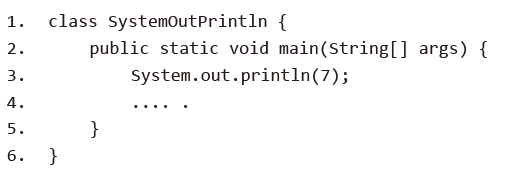 1. class SystemOutPrintln {
2.     public static void main(String[] args) {
3.         System.out.println(7);
4.         .... .
5.     }
6. }